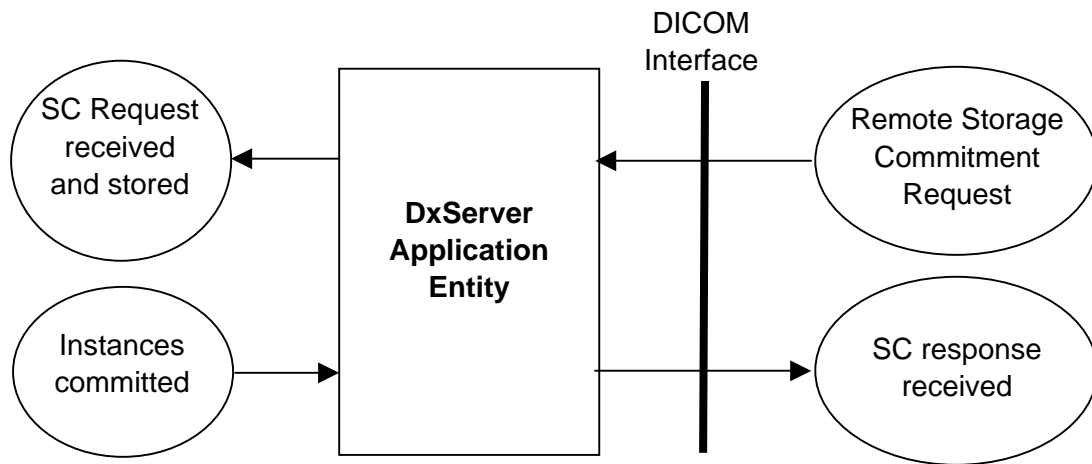 DICOM
Interface
SC Request
received
and stored
Remote Storage
Commitment
Request
DxServer
Application
Entity
Instances
committed
SC response
received